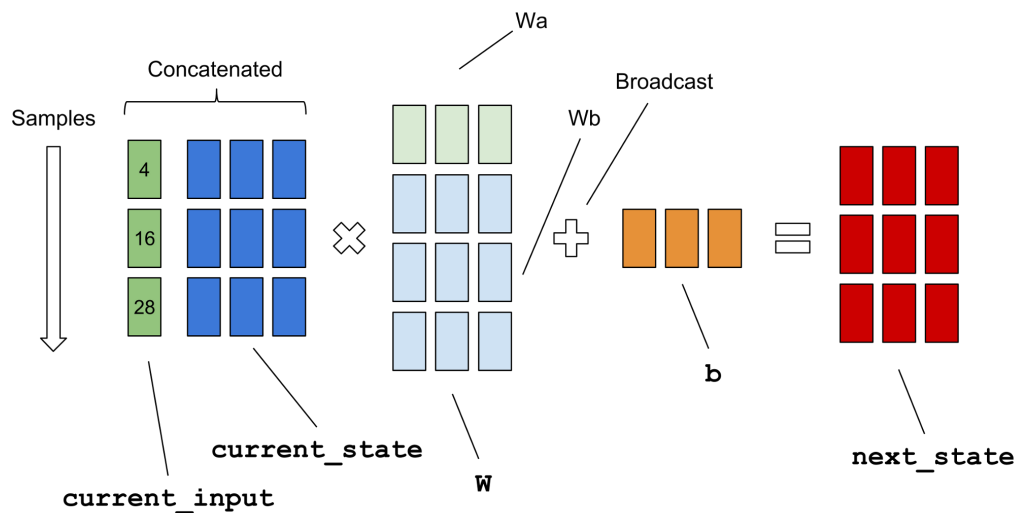 Wa
Concatenated
Broadcast
Samples
Wb
4
16
28
b
current_state
next_state
W
current_input